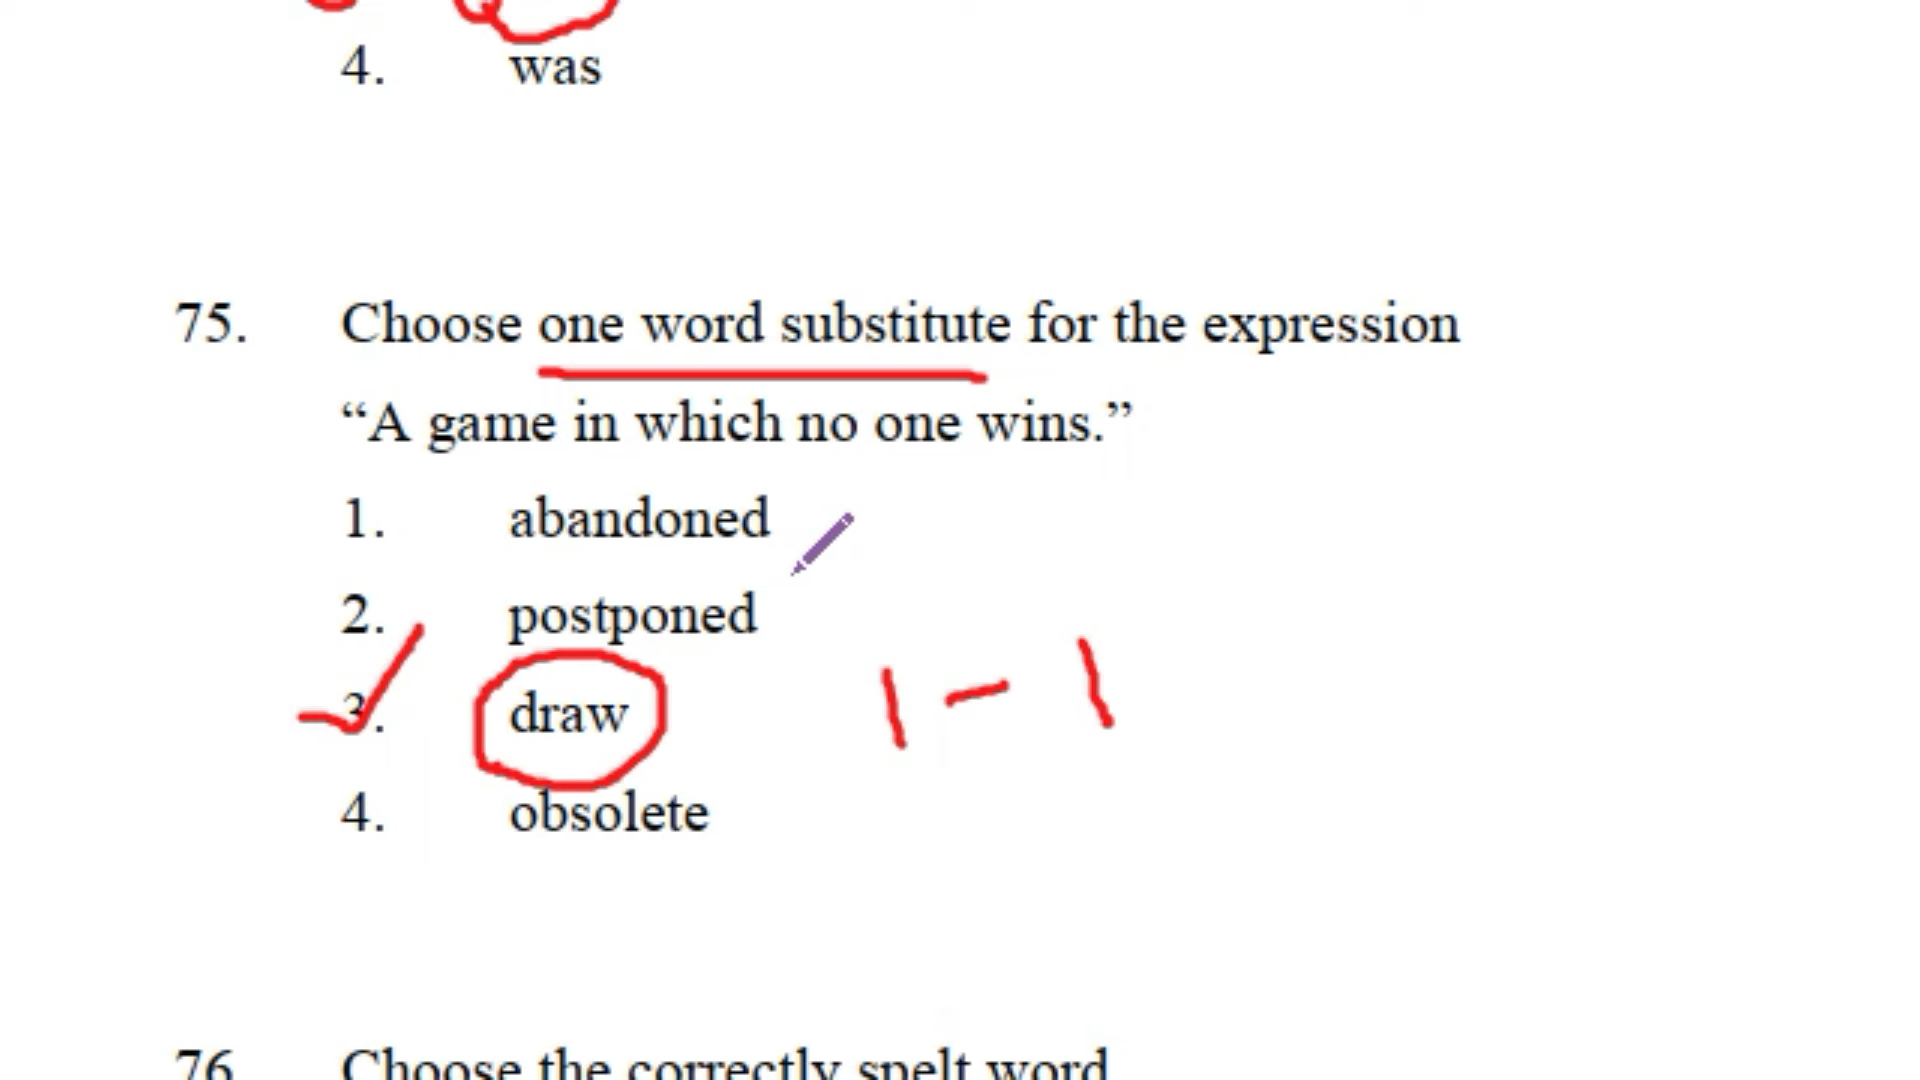 4. was
75. Choose one word substitute for the expression
“A game in which no one wins.”
1. abandoned
2. postponed
3. draw 1 - 1
4. obsolete
76. Choose the correctly spelt word